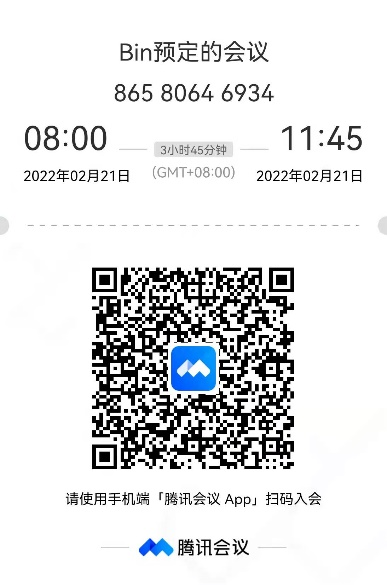 Bin预定的会议
865 8064 6934
08:00 3小时45分钟 11:45
2022年02月21日 (GMT+08:00) 2022年02月21日
请使用手机端「腾讯会议 App」扫码入会
腾讯会议